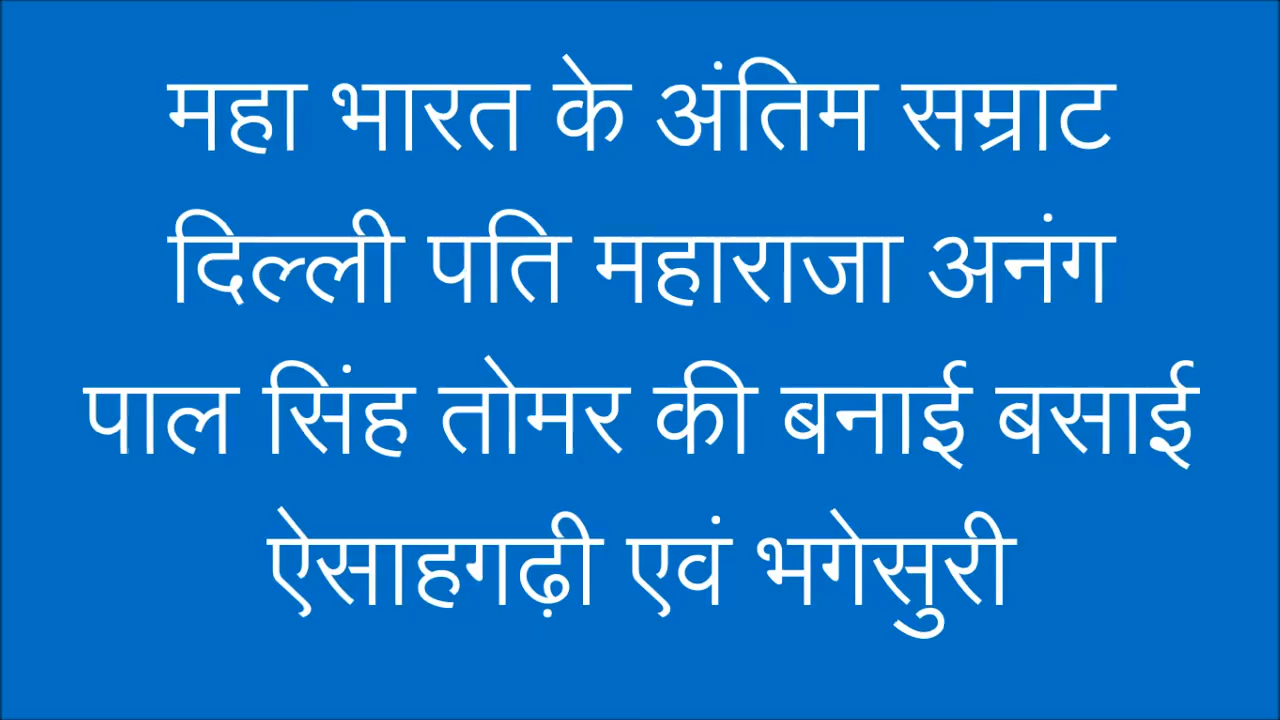 महा भारत के अंतिम सम्राट
दिल्ली पति महाराजा अनंग
पाल सिंह तोमर की बनाई बसाई
ऐसाहगढ़ी एवं भगेसुरी